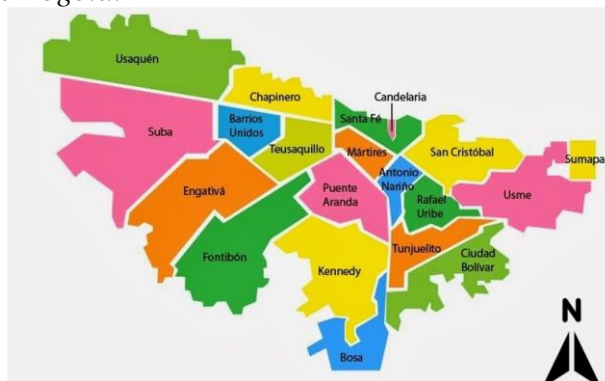 Usaquén
Chapinero
Candelaria
Santa Fé
Suba
Barrios
Unidos
Teusaquillo
Mártires
San Cristóbal
Sumapa
Engativá
Puente
Aranda
Antonio
Nariño
Rafael
Uribe
Usme
Fontibón
Kennedy
Tunjuelito
Ciudad
Bolívar
Bosa
N